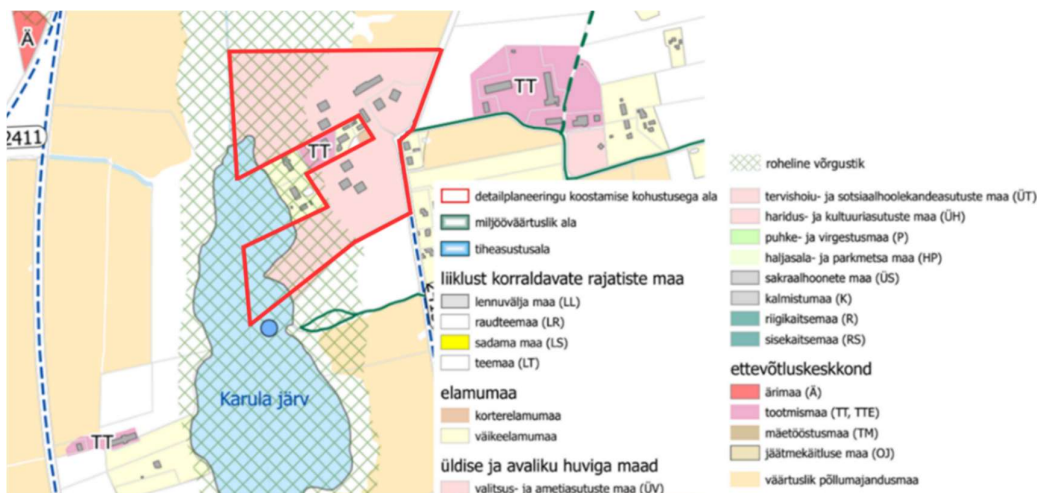 Ä
2411
TT
TT
Karula järv
TT
detailplaneeringu koostamise kohustusega ala
miljööväärtuslik ala
tiheasustusala
liiklust korraldavate rajatiste maa
lennuvälja maa (LL)
raudteemaa (LR)
sadama maa (LS)
teemaa (LT)
elamumaa
korterelamumaa
väikeelamumaa
üldise ja avaliku huviga maad
valitsus- ja ametiasutuste maa (ÜV)
roheline võrgustik
tervishoiu- ja sotsiaalhoolekandeasutuste maa (ÜT)
haridus- ja kultuuriasutuste maa (ÜH)
puhke- ja virgestusmaa (P)
haljasala- ja parkmetsa maa (HP)
sakraalhoonete maa (ÜS)
kalmistumaa (K)
riigikaitsemaa (R)
sisekaitsemaa (RS)
ettevõtluskeskkond
ärimaa (Ä)
tootmismaa (TT, TTE)
mäetööstusmaa (TM)
jäätmekäitluse maa (OJ)
väärtuslik põllumajandusmaa